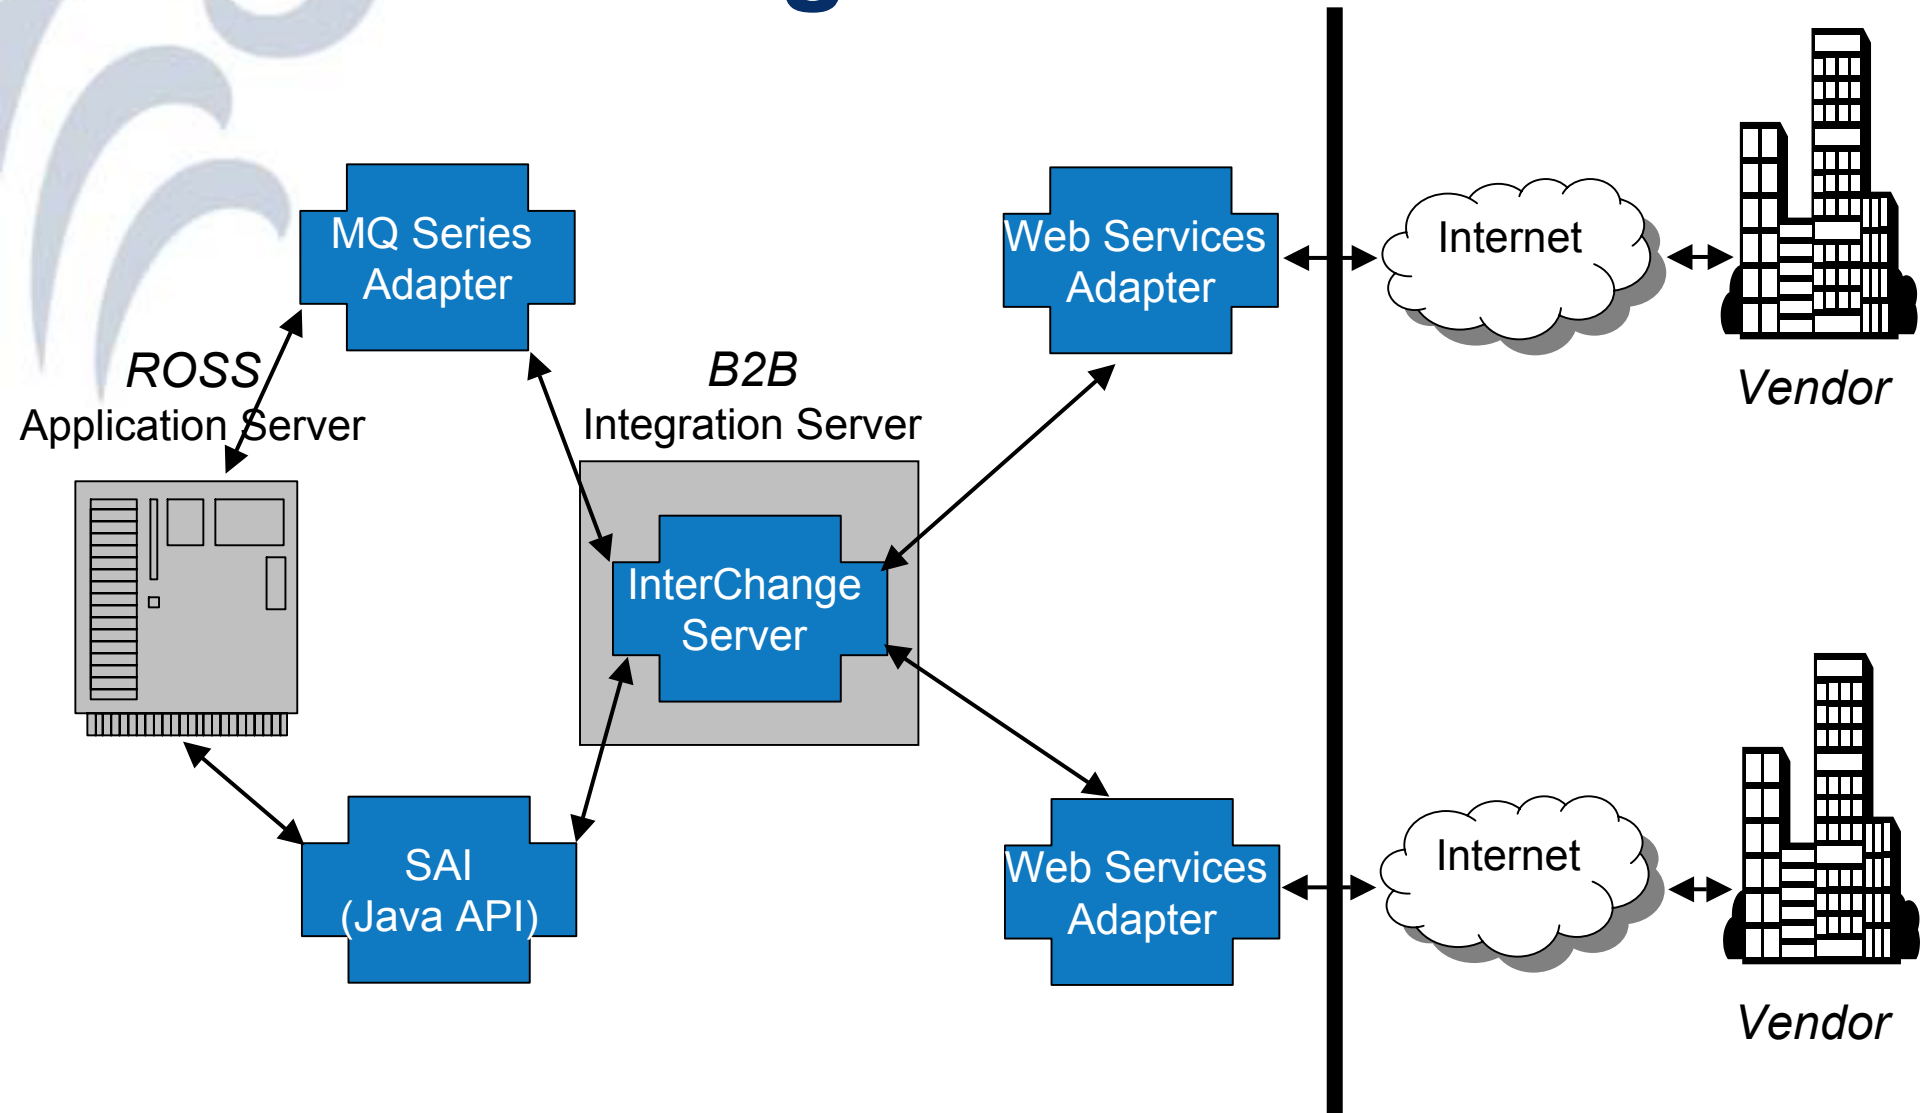 MQ Series
Adapter
Web Services
Adapter
Internet
Vendor
ROSS
Application Server
B2B
Integration Server
InterChange
Server
SAI
(Java API)
Web Services
Adapter
Internet
Vendor